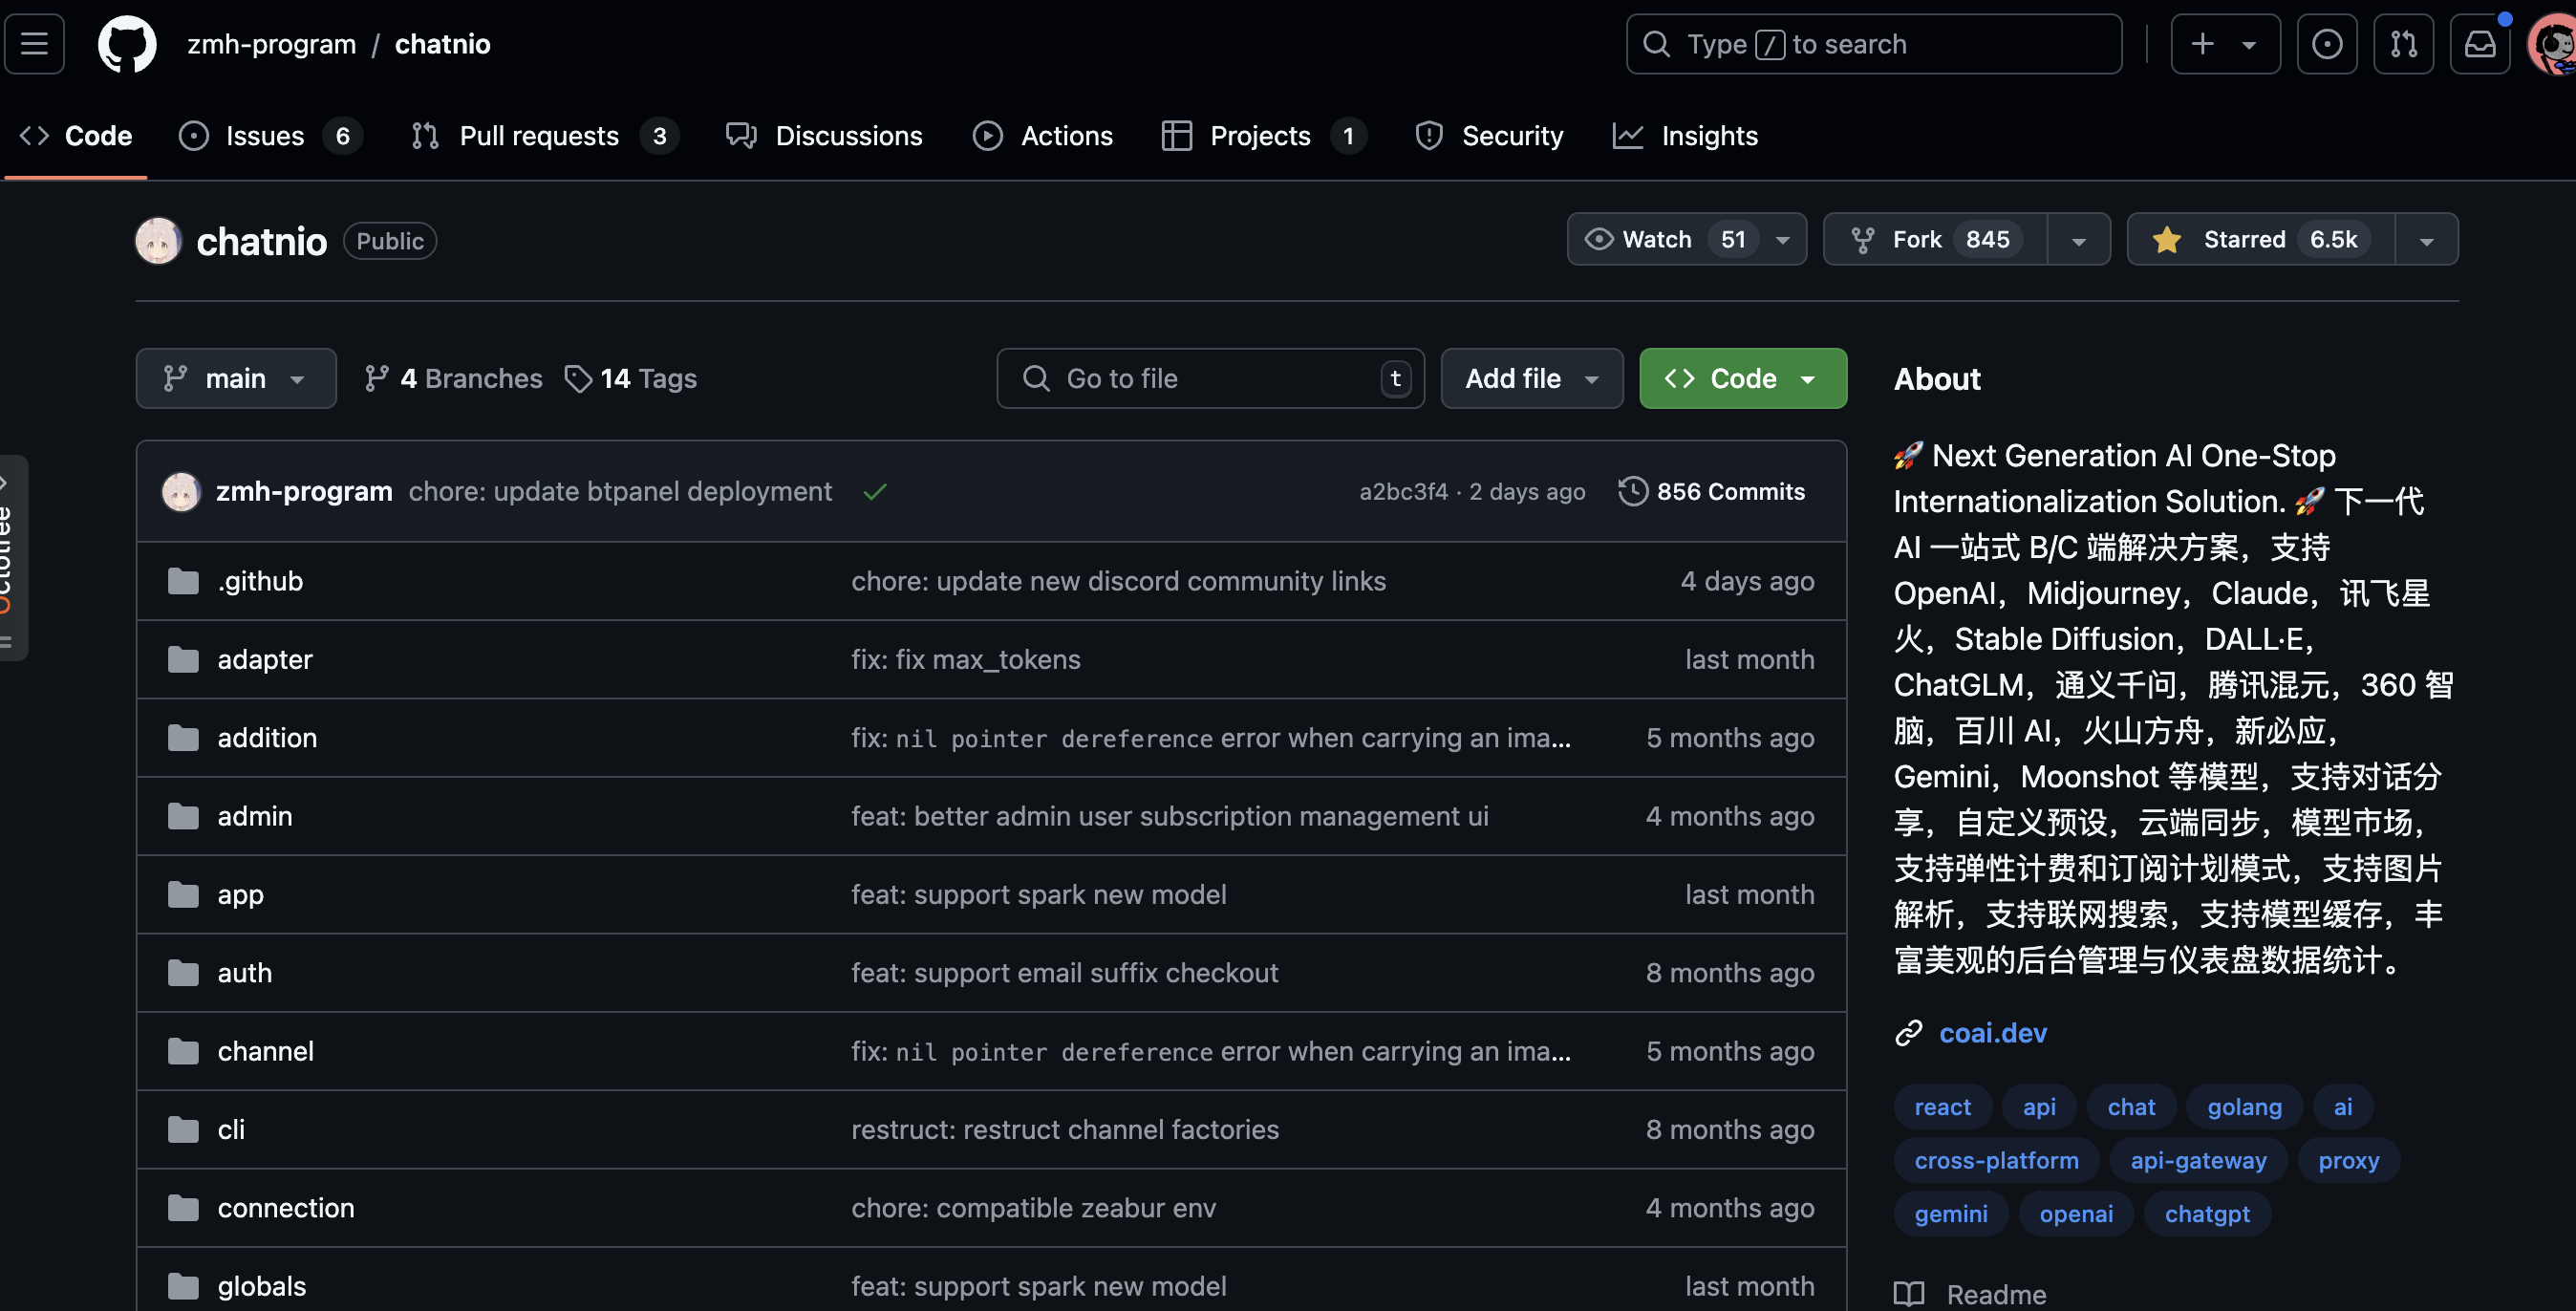 zmh-program / chatnio
Type / to search
Code
Issues 6
Pull requests 3
Discussions
Actions
Projects 1
Security
Insights
chatnio Public
Watch 51
Fork 845
Starred 6.5k
main
4 Branches
14 Tags
Go to file t
Add file
Code
zmh-program chore: update btpanel deployment a2bc3f4 · 2 days ago 856 Commits
.github chore: update new discord community links 4 days ago
adapter fix: fix max_tokens last month
addition fix: nil pointer dereference error when carrying an ima... 5 months ago
admin feat: better admin user subscription management ui 4 months ago
app feat: support spark new model last month
auth feat: support email suffix checkout 8 months ago
channel fix: nil pointer dereference error when carrying an ima... 5 months ago
cli restruct: restruct channel factories 8 months ago
connection chore: compatible zeabur env 4 months ago
globals feat: support spark new model last month
Octotree
About
🚀 Next Generation AI One-Stop
Internationalization Solution. 🚀 下一代
AI 一站式 B/C 端解决方案，支持
OpenAI，Midjourney，Claude，讯飞星
火，Stable Diffusion，DALL·E，
ChatGLM，通义千问，腾讯混元，360 智
脑，百川 AI，火山方舟，新必应，
Gemini，Moonshot 等模型，支持对话分
享，自定义预设，云端同步，模型市场，
支持弹性计费和订阅计划模式，支持图片
解析，支持联网搜索，支持模型缓存，丰
富美观的后台管理与仪表盘数据统计。
coai.dev
react api chat golang ai
cross-platform api-gateway proxy
gemini openai chatgpt
Readme